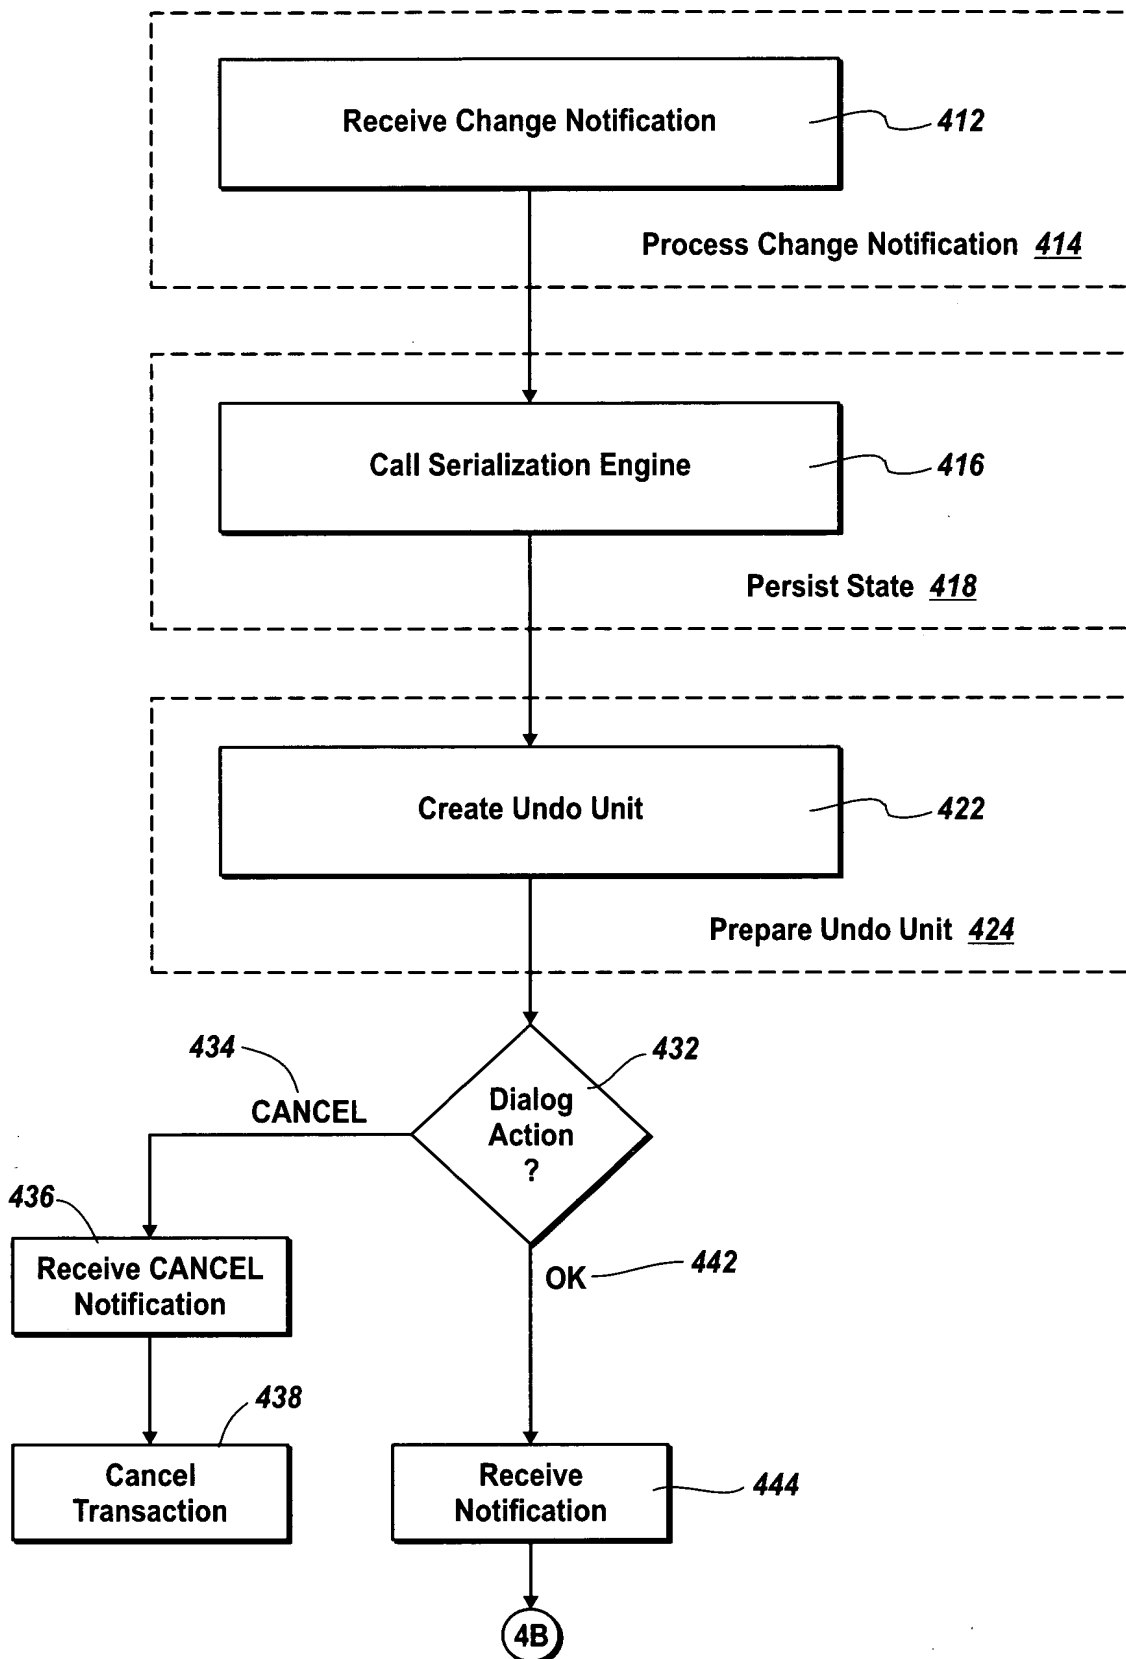 Receive Change Notification
412
Process Change Notification 414
Call Serialization Engine
416
Persist State 418
Create Undo Unit
422
Prepare Undo Unit 424
434
CANCEL
432
Dialog
Action
?
436
Receive CANCEL
Notification
OK
442
438
Cancel
Transaction
Receive
Notification
444
4B